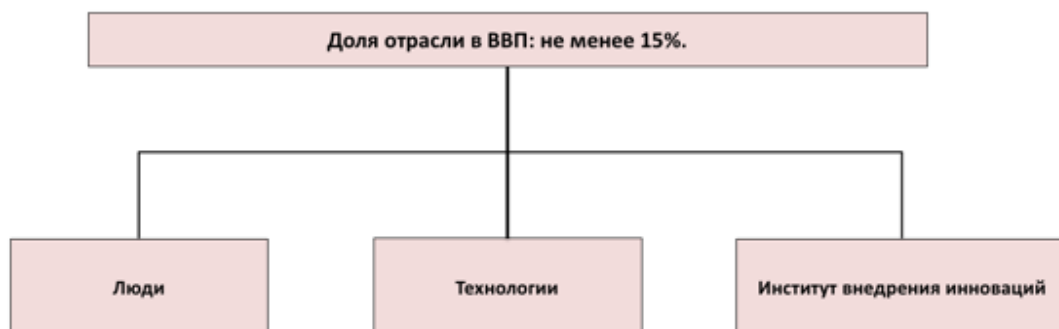 Доля отрасли в ВВП: не менее 15%.
Люди
Технологии
Институт внедрения инноваций